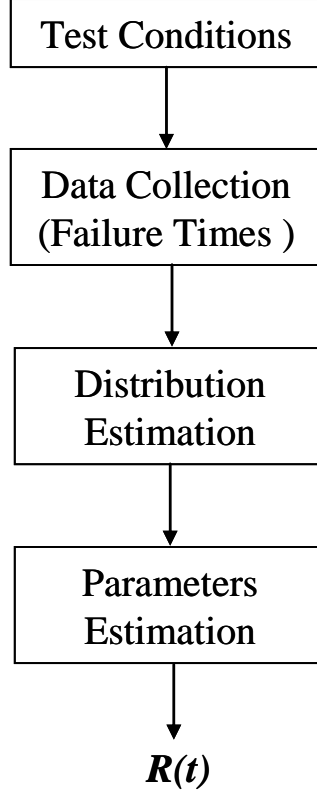 Test Conditions
Data Collection
(Failure Times )
Distribution
Estimation
Parameters
Estimation
R(t)